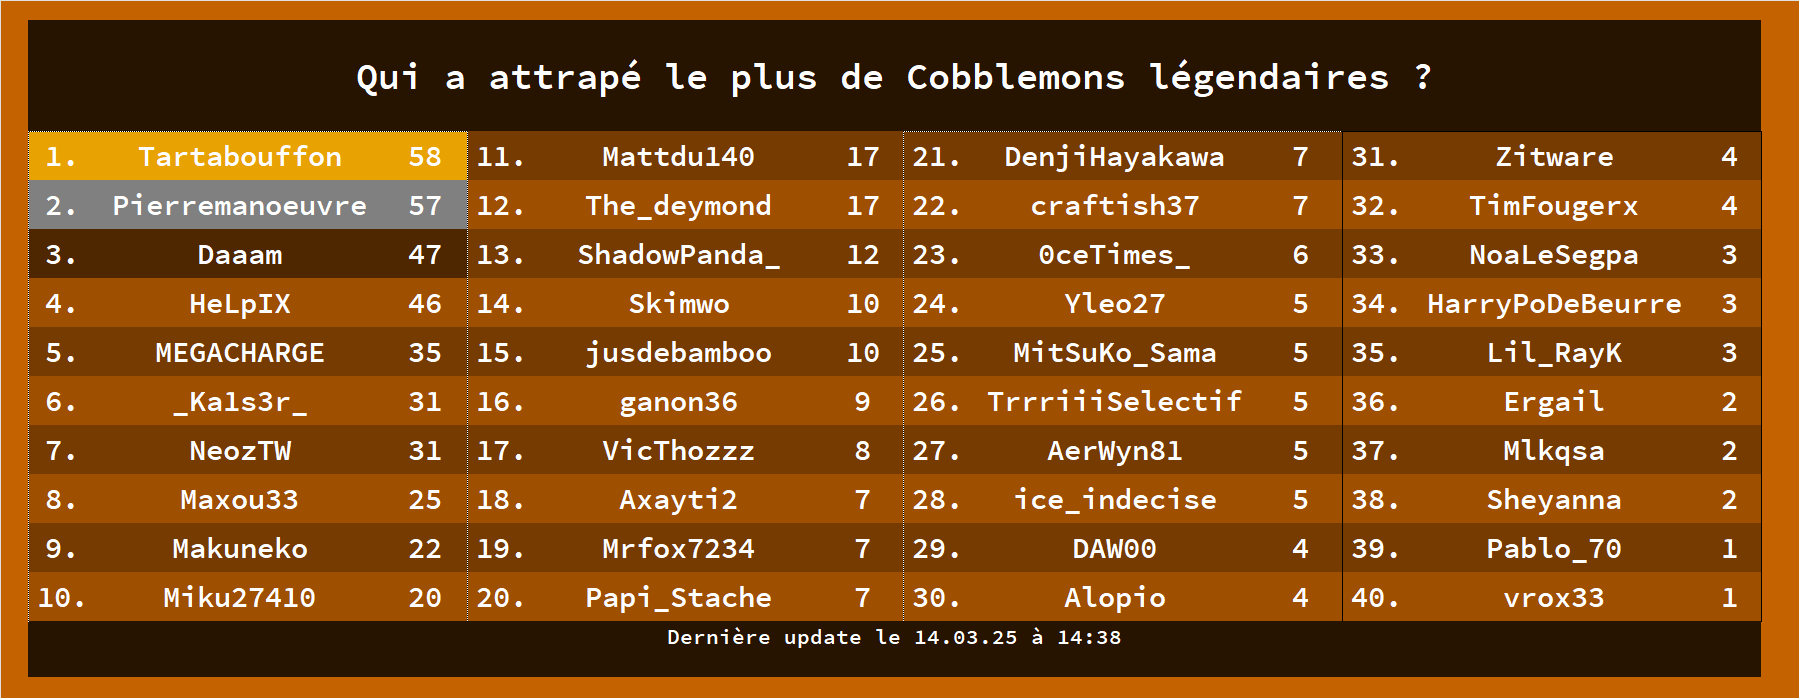 Qui a attrapé le plus de Cobblemons légendaires ?
1. Tartabouffon 58
2. Pierremanoeuvre 57
3. Daaam 47
4. HeLpIX 46
5. MEGACHARGE 35
6. _Ka1s3r_ 31
7. NeozTW 31
8. Maxou33 25
9. Makuneko 22
10. Miku27410 20
11. Mattdu140 17
12. The_deymond 17
13. ShadowPanda_ 12
14. Skimwo 10
15. jusdebamboo 10
16. ganon36 9
17. VicThozzz 8
18. Axayti2 7
19. Mrfox7234 7
20. Papi_Stache 7
21. DenjiHayakawa 7
22. craftish37 7
23. 0ceTimes_ 6
24. Yleo27 5
25. MitSuKo_Sama 5
26. TrrriiiSelectif 5
27. AerWyn81 5
28. ice_indecise 5
29. DAW00 4
30. Alopio 4
31. Zitware 4
32. TimFougerx 4
33. NoaLeSegpa 3
34. HarryPoDeBeurre 3
35. Lil_RayK 3
36. Ergail 2
37. Mlkqsa 2
38. Sheyanna 2
39. Pablo_70 1
40. vrox33 1
Dernière update le 14.03.25 à 14:38